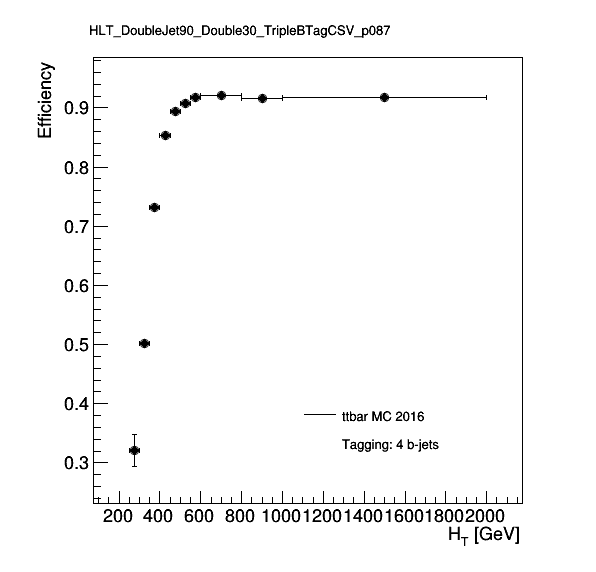 HLT_DoubleJet90_Double30_TripleBTagCSV_p087
Efficiency
0.9
0.8
0.7
0.6
0.5
0.4
0.3
ttbar MC 2016
Tagging: 4 b-jets
200 400 600 800 1000 1200 1400 1600 1800 2000
H_T [GeV]